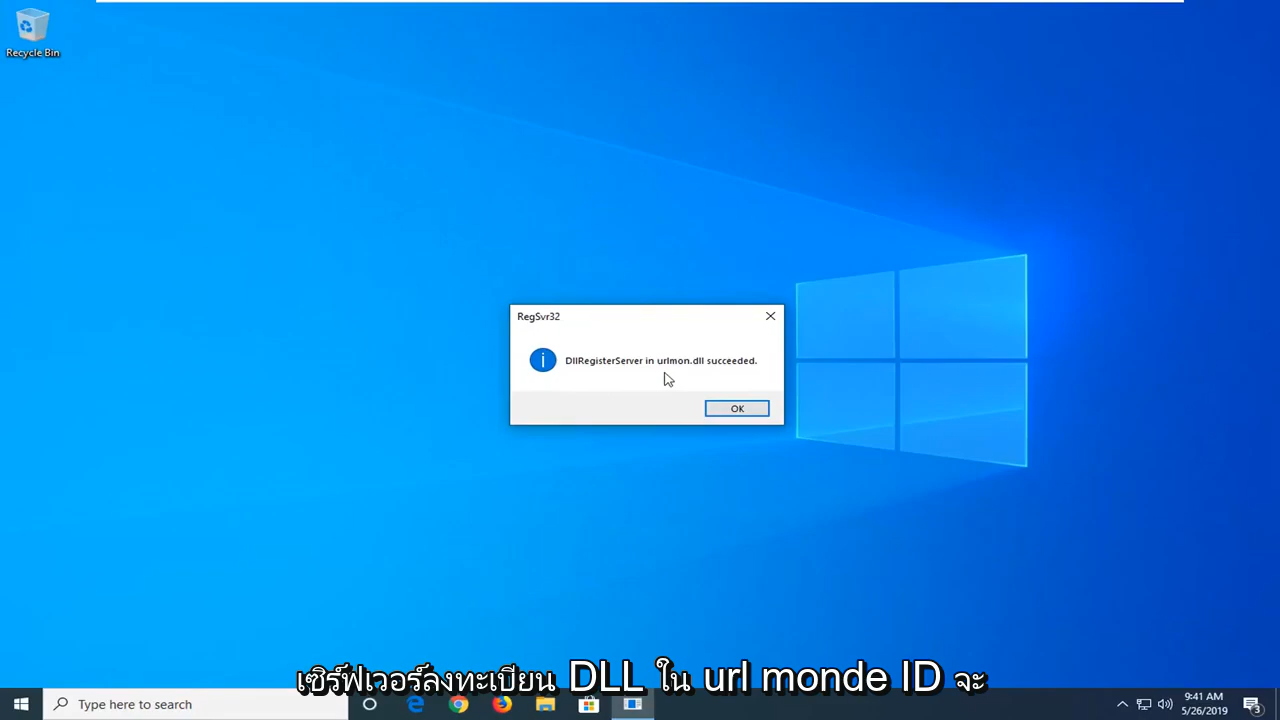 Recycle Bin
RegSvr32
DllRegisterServer in urlmon.dll succeeded.
OK
เซิร์ฟเวอร์ลงทะเบียน DLL ใน url monde ID จะ
Type here to search
9:41 AM
5/26/2019
3